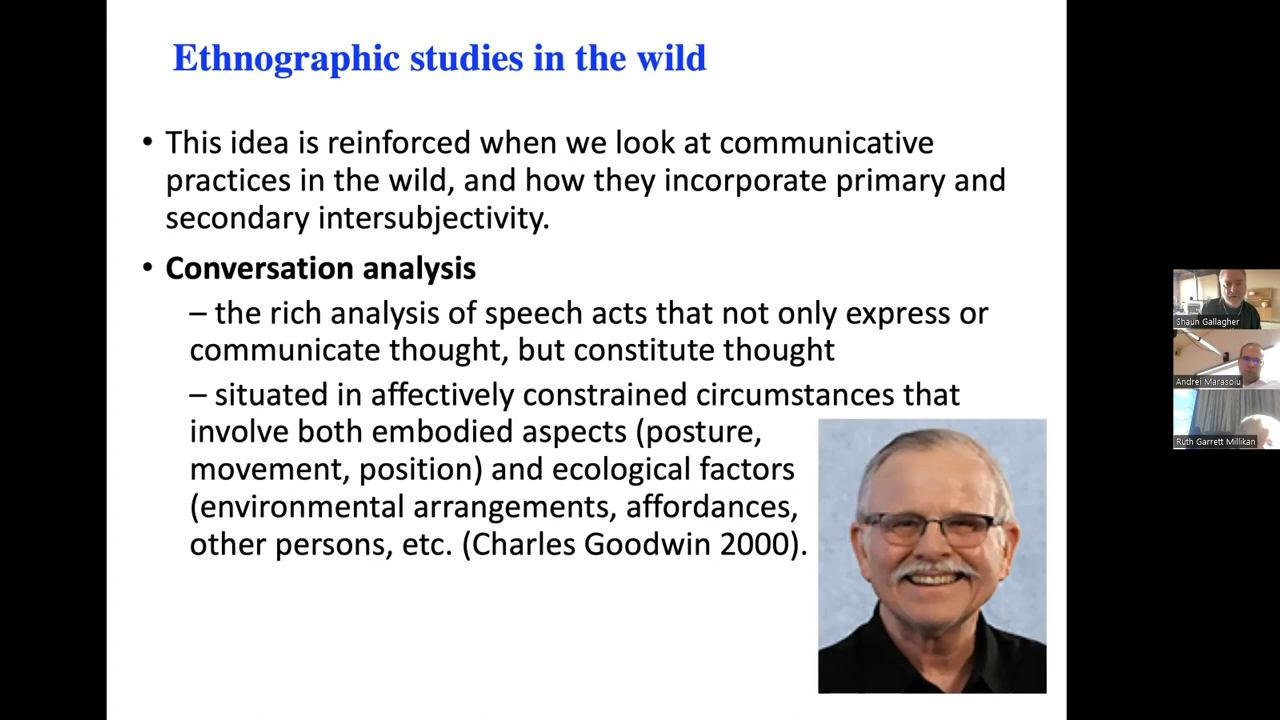 Ethnographic studies in the wild
• This idea is reinforced when we look at communicative
practices in the wild, and how they incorporate primary and
secondary intersubjectivity.
• Conversation analysis
– the rich analysis of speech acts that not only express or
communicate thought, but constitute thought
– situated in affectively constrained circumstances that
involve both embodied aspects (posture,
movement, position) and ecological factors
(environmental arrangements, affordances,
other persons, etc. (Charles Goodwin 2000).
Shaun Gallagher
Andrei Marasoiu
Ruth Garrett Millikan